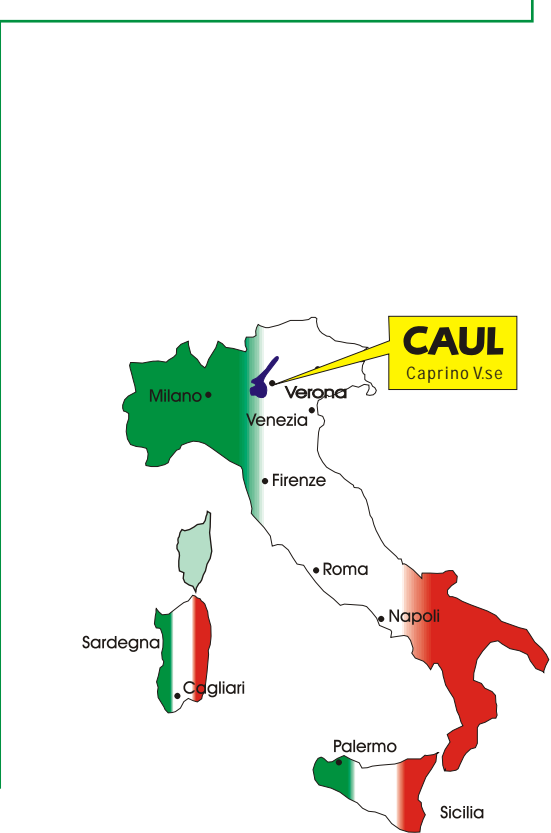 CAUL
Caprino V.se
Milano
Verona
Venezia
Firenze
Roma
Napoli
Sardegna
Cagliari
Palermo
Sicilia